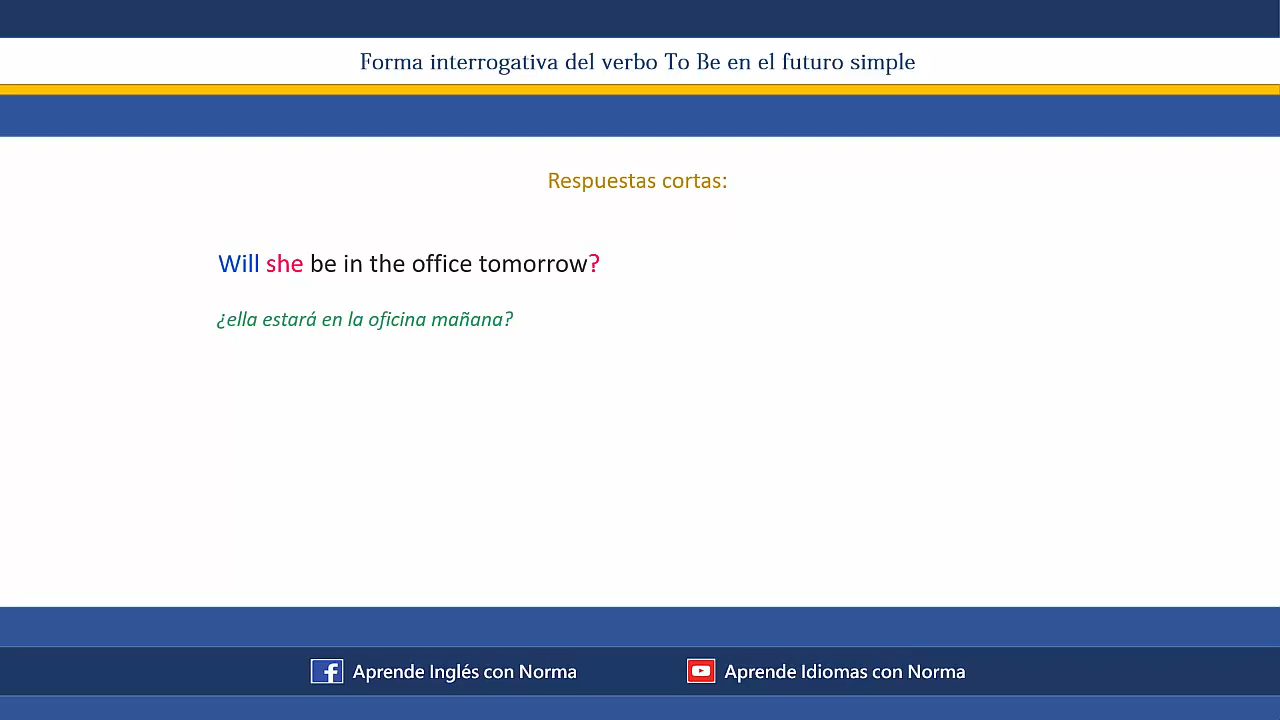 Forma interrogativa del verbo To Be en el futuro simple
Respuestas cortas:
Will she be in the office tomorrow?
¿ella estará en la oficina mañana?
Aprende Inglés con Norma
Aprende Idiomas con Norma